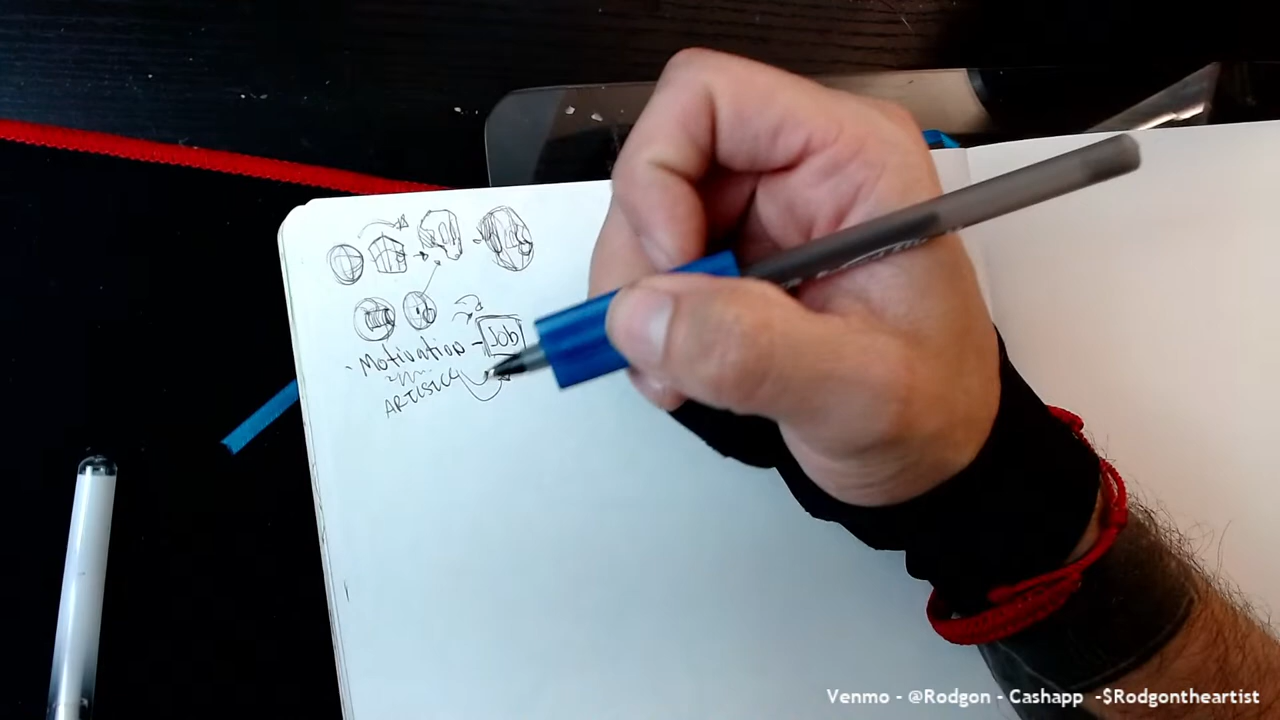 · Motivation - Job
ARTISTIC
Venmo - @Rodgon - Cashapp -$Rodgontheartist